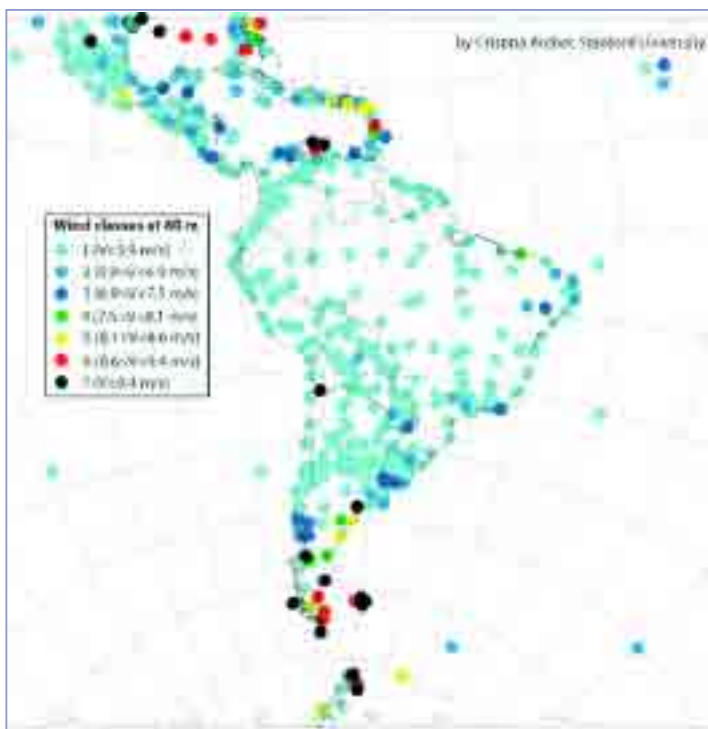 by Cristina Archer, Stanford University
Wind classes at 80 m
1 (V<5.9 m/s)
2 (5.9<V<6.9 m/s)
3 (6.9<V<7.5 m/s)
4 (7.5<V<8.1 m/s)
5 (8.1<V<8.6 m/s)
6 (8.6<V<9.4 m/s)
7 (V>9.4 m/s)